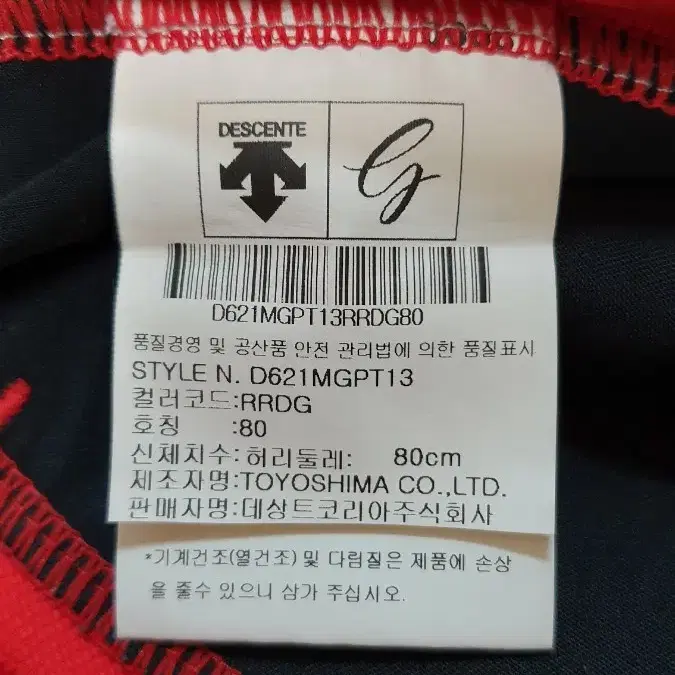 DESCENTE
G
D621MGPT13RRDG80
품질경영 및 공산품 안전 관리법에 의한 품질표시
STYLE N. D621MGPT13
컬러코드:RRDG
호칭 :80
신체치수:허리둘레: 80cm
제조자명:TOYOSHIMA CO.,LTD.
판매자명:데상트코리아주식회사
*기계건조(열건조) 및 다림질은 제품에 손상
을 줄수 있으니 삼가 주십시오.